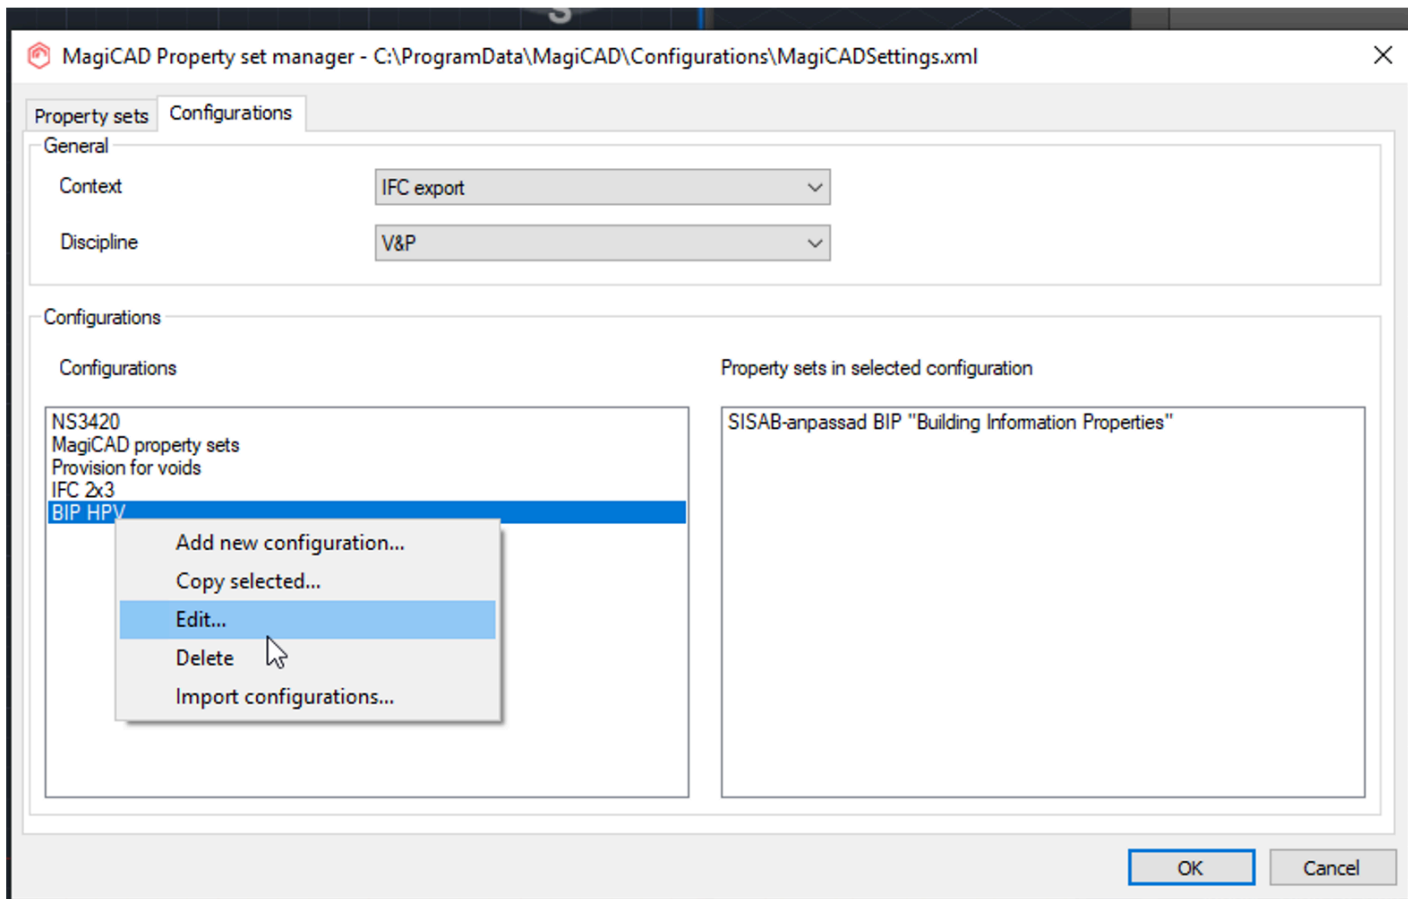 S
MagiCAD Property set manager - C:\ProgramData\MagiCAD\Configurations\MagiCADSettings.xml
Property sets
Configurations
General
Context
IFC export
Discipline
V&P
Configurations
Configurations
Property sets in selected configuration
NS3420
MagiCAD property sets
Provision for voids
IFC 2x3
BIP HPV
SISAB-anpassad BIP "Building Information Properties"
Add new configuration...
Copy selected...
Edit...
Delete
Import configurations...
OK
Cancel